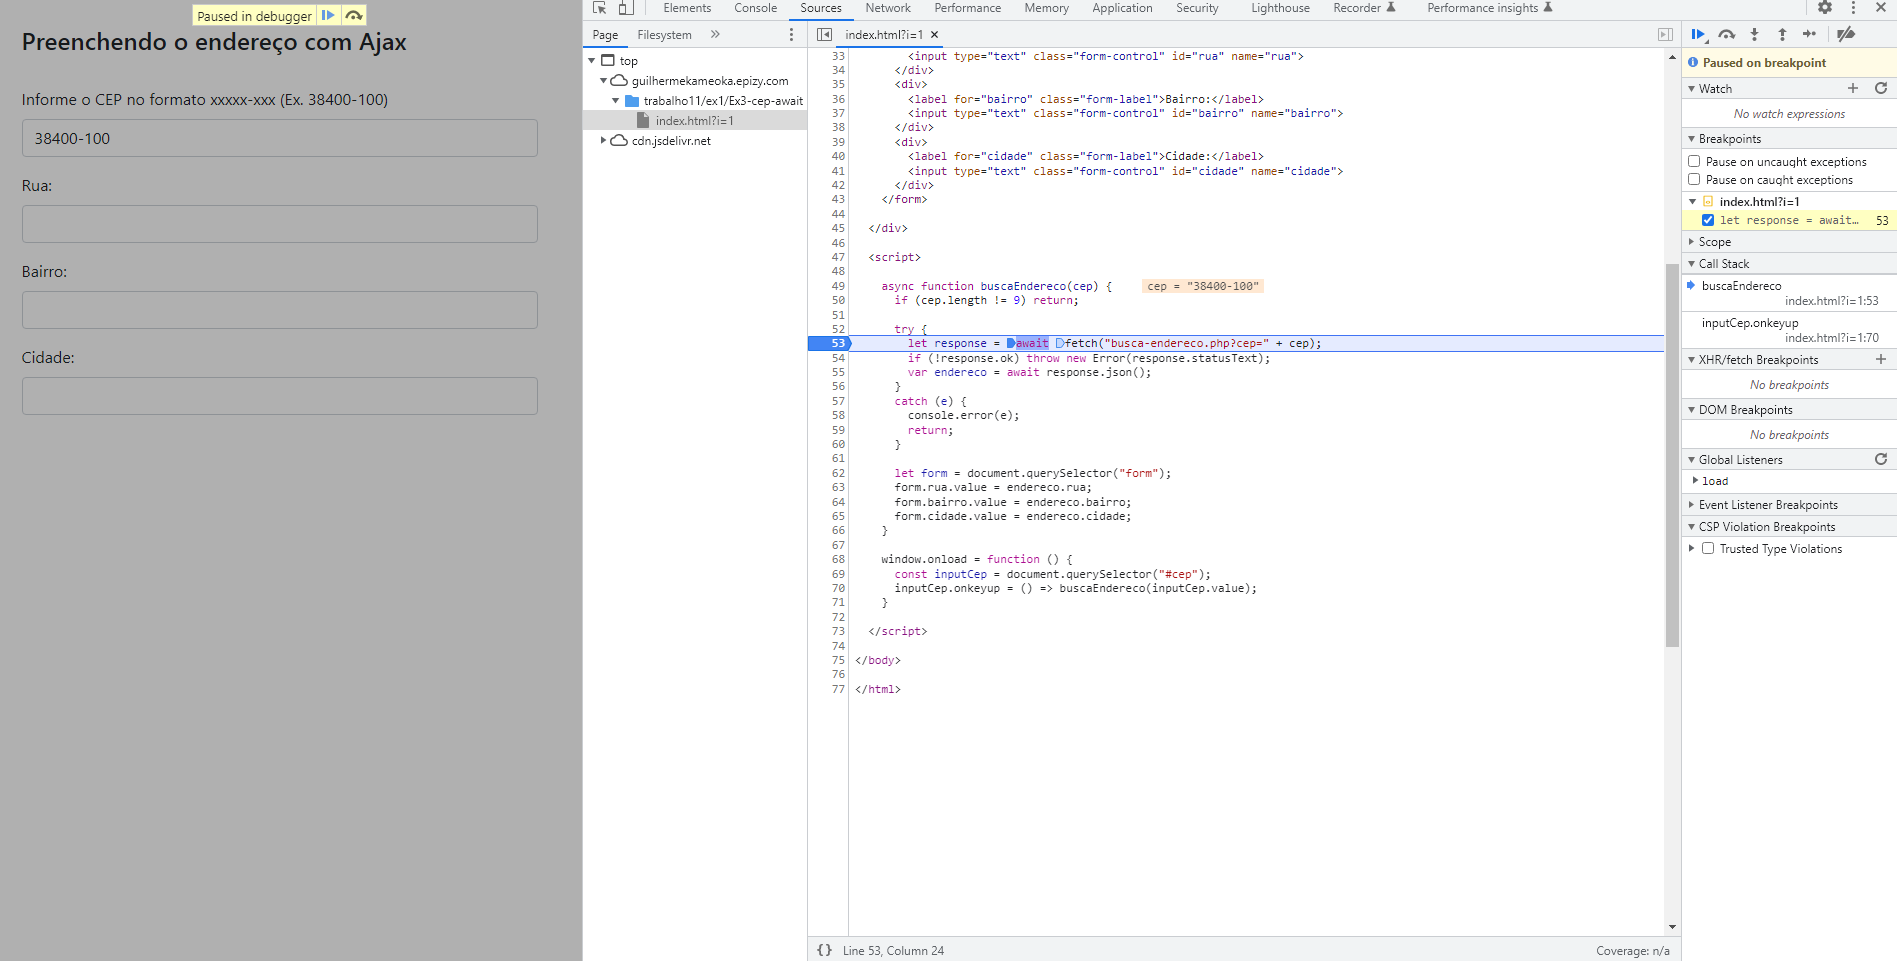 Paused in debugger
Preenchendo o endereço com Ajax
Informe o CEP no formato xxxxx-xxx (Ex. 38400-100)
38400-100
Rua:
Bairro:
Cidade:
Elements Console Sources Network Performance Memory Application Security Lighthouse Recorder Performance insights
Page Filesystem »
top
guilhermekameoka.epizy.com
trabalho11/ex1/Ex3-cep-await
index.html?i=1
cdn.jsdelivr.net
index.html?i=1 ×
33 <input type="text" class="form-control" id="rua" name="rua">
34 </div>
35 <div>
36 <label for="bairro" class="form-label">Bairro:</label>
37 <input type="text" class="form-control" id="bairro" name="bairro">
38 </div>
39 <div>
40 <label for="cidade" class="form-label">Cidade:</label>
41 <input type="text" class="form-control" id="cidade" name="cidade">
42 </div>
43 </form>
44
45 </div>
46
47 <script>
48
49 async function buscaEndereco(cep) { cep = "38400-100"
50 if (cep.length != 9) return;
51
52 try {
53 let response = await fetch("busca-endereco.php?cep=" + cep);
54 if (!response.ok) throw new Error(response.statusText);
55 var endereco = await response.json();
56 }
57 catch (e) {
58 console.error(e);
59 return;
60 }
61
62 let form = document.querySelector("form");
63 form.rua.value = endereco.rua;
64 form.bairro.value = endereco.bairro;
65 form.cidade.value = endereco.cidade;
66 }
67
68 window.onload = function () {
69 const inputCep = document.querySelector("#cep");
70 inputCep.onkeyup = () => buscaEndereco(inputCep.value);
71 }
72
73 </script>
74
75 </body>
76
77 </html>
{ } Line 53, Column 24
Coverage: n/a
Paused on breakpoint
Watch
No watch expressions
Breakpoints
Pause on uncaught exceptions
Pause on caught exceptions
index.html?i=1
let response = await… 53
Scope
Call Stack
buscaEndereco
index.html?i=1:53
inputCep.onkeyup
index.html?i=1:70
XHR/fetch Breakpoints
No breakpoints
DOM Breakpoints
No breakpoints
Global Listeners
load
Event Listener Breakpoints
CSP Violation Breakpoints
Trusted Type Violations